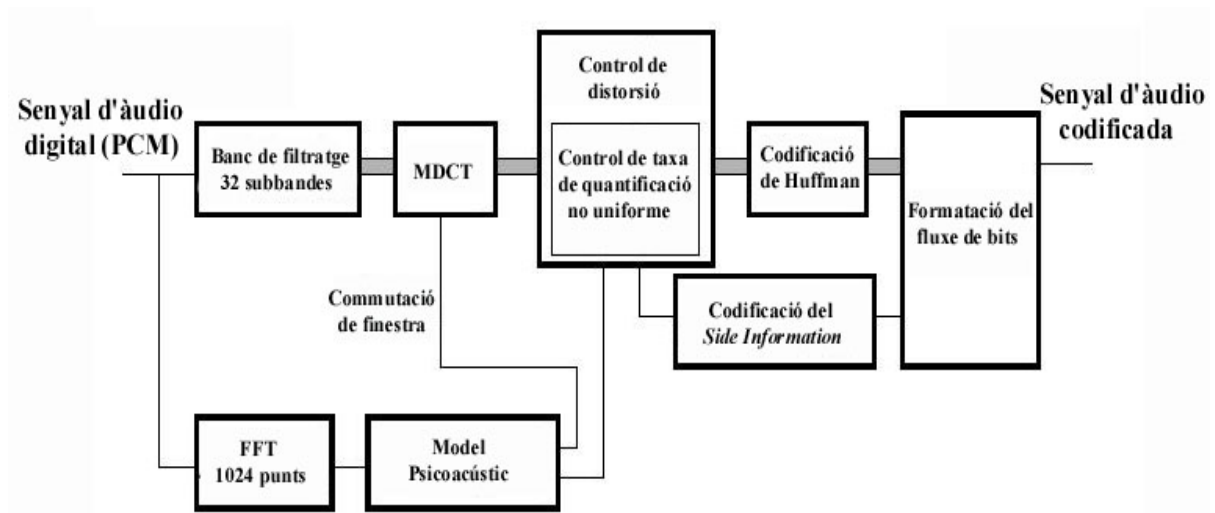 Senyal d'àudio
digital (PCM)
Banc de filtratge
32 subbandes
MDCT
Control de
distorsió
Control de taxa
de quantificació
no uniforme
Codificació
de Huffman
Formatació del
fluxe de bits
Senyal d'àudio
codificada
Commutació
de finestra
Codificació del
Side Information
FFT
1024 punts
Model
Psicoacústic